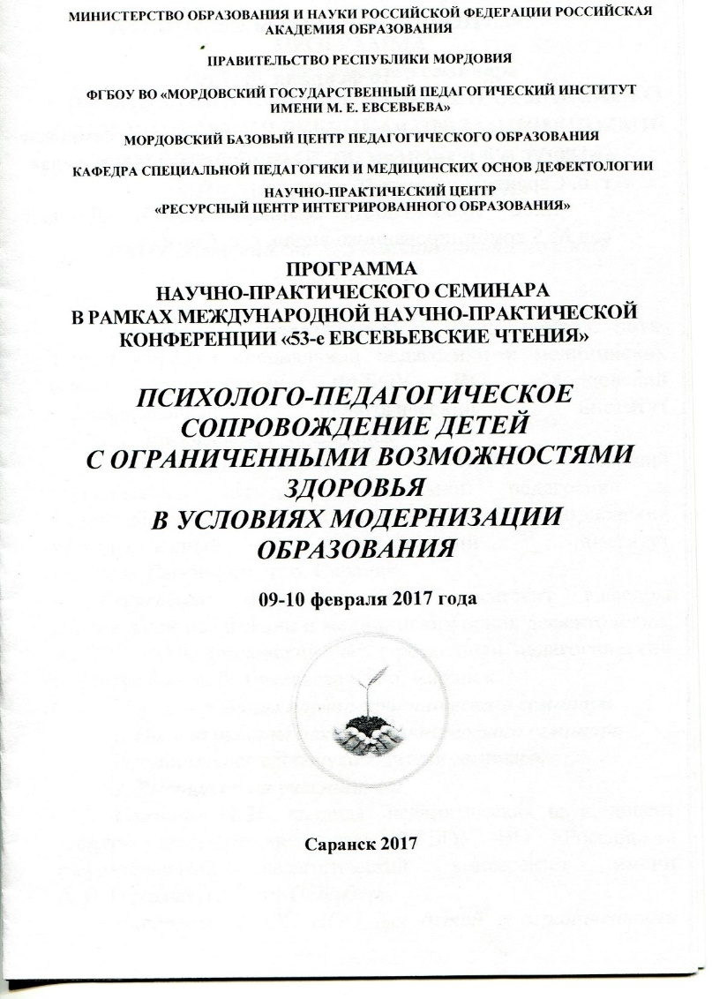 МИНИСТЕРСТВО ОБРАЗОВАНИЯ И НАУКИ РОССИЙСКОЙ ФЕДЕРАЦИИ РОССИЙСКАЯ
АКАДЕМИЯ ОБРАЗОВАНИЯ
ПРАВИТЕЛЬСТВО РЕСПУБЛИКИ МОРДОВИЯ
ФГБОУ ВО «МОРДОВСКИЙ ГОСУДАРСТВЕННЫЙ ПЕДАГОГИЧЕСКИЙ ИНСТИТУТ
ИМЕНИ М. Е. ЕВСЕВЬЕВА»
МОРДОВСКИЙ БАЗОВЫЙ ЦЕНТР ПЕДАГОГИЧЕСКОГО ОБРАЗОВАНИЯ
КАФЕДРА СПЕЦИАЛЬНОЙ ПЕДАГОГИКИ И МЕДИЦИНСКИХ ОСНОВ ДЕФЕКТОЛОГИИ
НАУЧНО-ПРАКТИЧЕСКИЙ ЦЕНТР
«РЕСУРСНЫЙ ЦЕНТР ИНТЕГРИРОВАННОГО ОБРАЗОВАНИЯ»
ПРОГРАММА
НАУЧНО-ПРАКТИЧЕСКОГО СЕМИНАРА
В РАМКАХ МЕЖДУНАРОДНОЙ НАУЧНО-ПРАКТИЧЕСКОЙ
КОНФЕРЕНЦИИ «53-е ЕВСЕВЬЕВСКИЕ ЧТЕНИЯ»
ПСИХОЛОГО-ПЕДАГОГИЧЕСКОЕ
СОПРОВОЖДЕНИЕ ДЕТЕЙ
С ОГРАНИЧЕННЫМИ ВОЗМОЖНОСТЯМИ
ЗДОРОВЬЯ
В УСЛОВИЯХ МОДЕРНИЗАЦИИ
ОБРАЗОВАНИЯ
09-10 февраля 2017 года
Саранск 2017